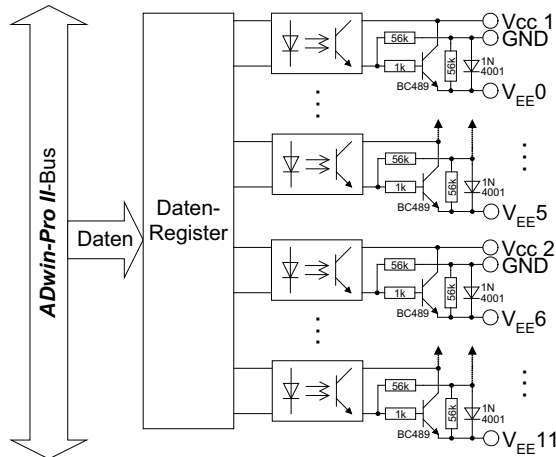 ADwin-Pro II-Bus
Daten
Daten-
Register
56k
1k
BC489
56k
1N
4001
Vcc 1
GND
VEE0
56k
1k
BC489
56k
1N
4001
VEE5
56k
1k
BC489
56k
1N
4001
Vcc 2
GND
VEE6
56k
1k
BC489
56k
1N
4001
VEE11